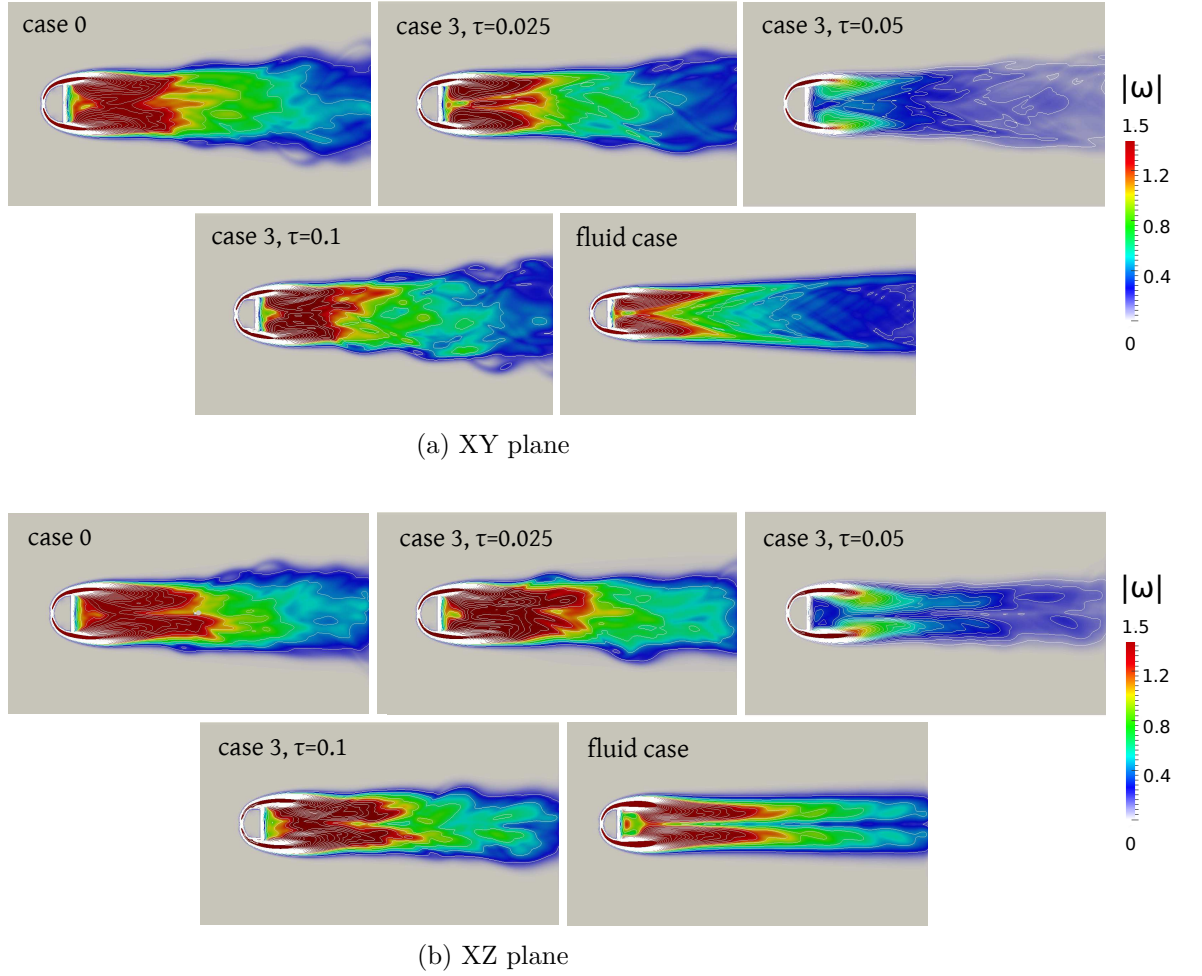 case 0
case 3, τ=0.025
case 3, τ=0.05
|ω|
1.5
1.2
0.8
0.4
0
case 3, τ=0.1
fluid case
(a) XY plane
case 0
case 3, τ=0.025
case 3, τ=0.05
|ω|
1.5
1.2
0.8
0.4
0
case 3, τ=0.1
fluid case
(b) XZ plane